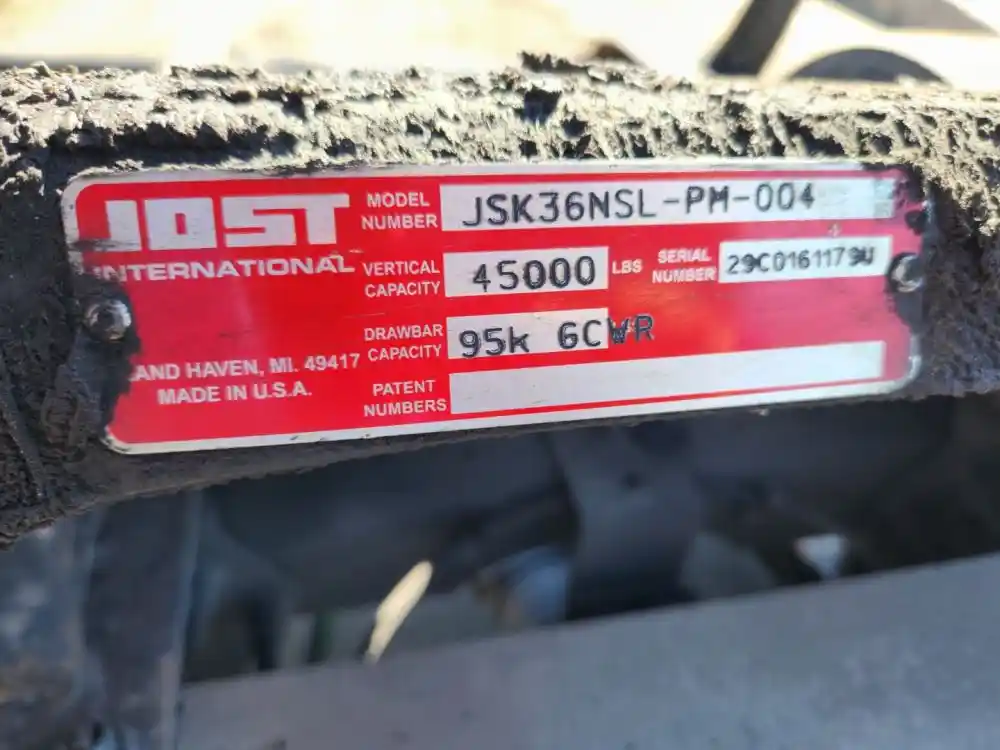 JOST
INTERNATIONAL
MODEL NUMBER JSK36NSL-PM-004
VERTICAL CAPACITY 45000 LBS SERIAL NUMBER 29C0161179U
DRAWBAR CAPACITY 95k 6CWR
PATENT NUMBERS
AND HAVEN, MI. 49417
MADE IN U.S.A.